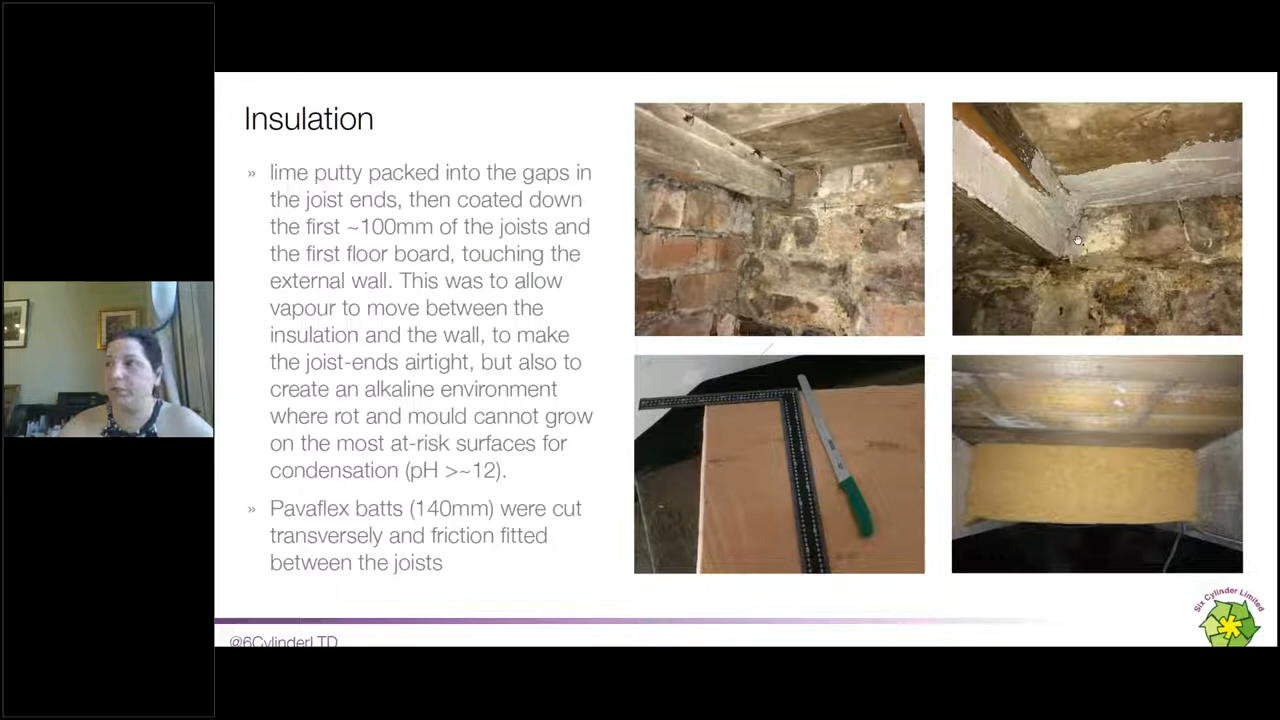 Insulation
» lime putty packed into the gaps in
the joist ends, then coated down
the first ~100mm of the joists and
the first floor board, touching the
external wall. This was to allow
vapour to move between the
insulation and the wall, to make
the joist-ends airtight, but also to
create an alkaline environment
where rot and mould cannot grow
on the most at-risk surfaces for
condensation (pH >~12).
» Pavaflex batts (140mm) were cut
transversely and friction fitted
between the joists
@6CylinderLTD
Six Cylinder Limited